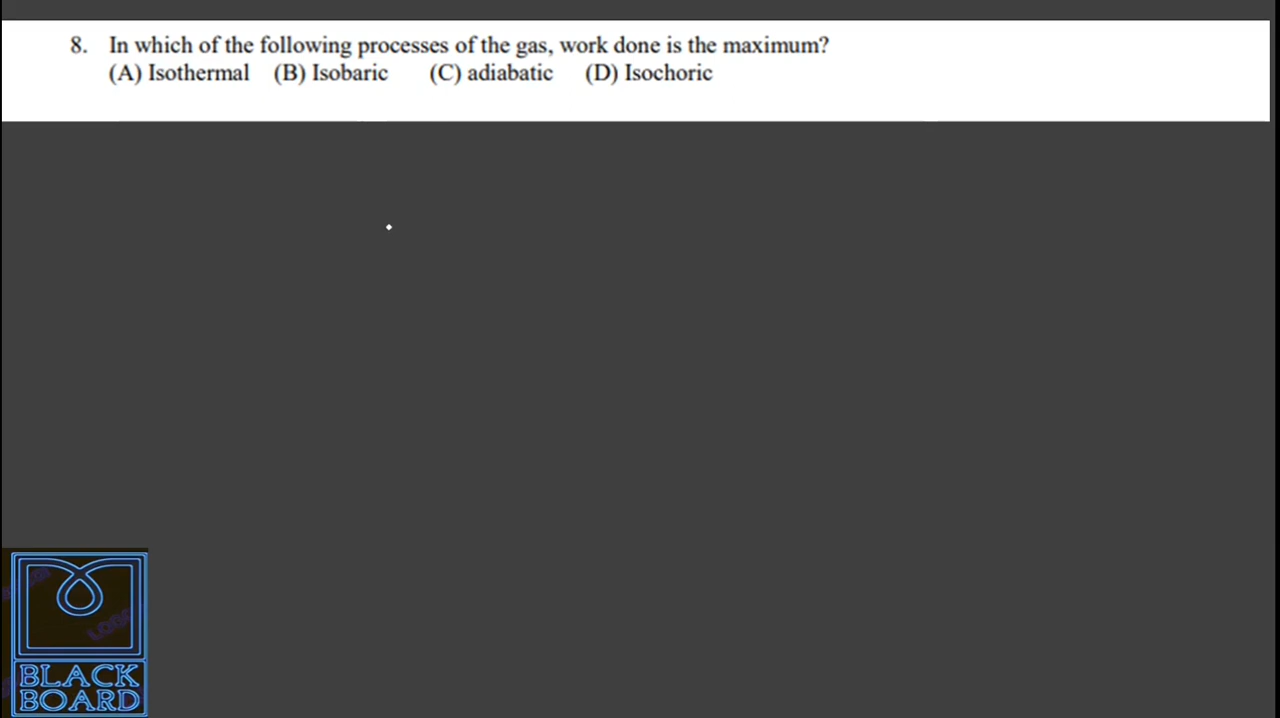 8. In which of the following processes of the gas, work done is the maximum?
(A) Isothermal (B) Isobaric (C) adiabatic (D) Isochoric
BLACK
BOARD